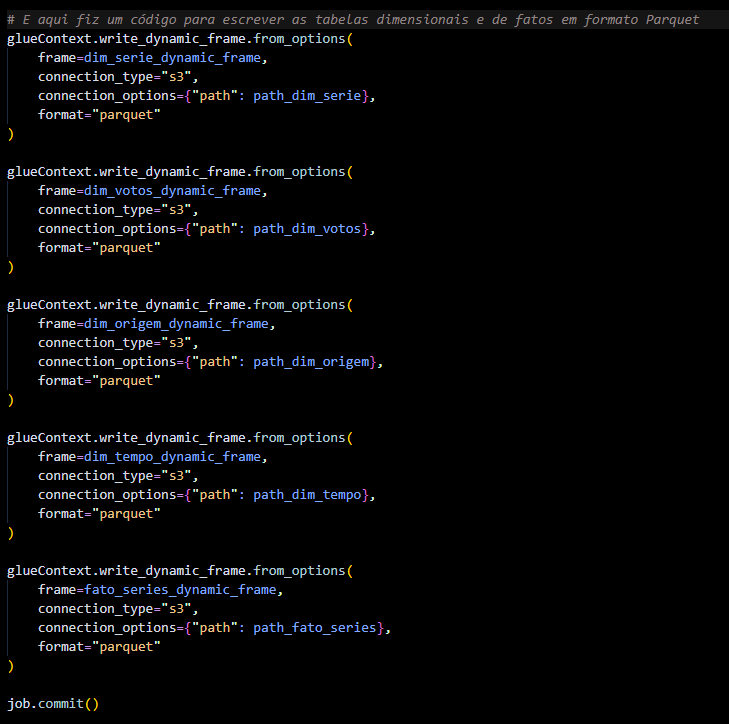 # E aqui fiz um código para escrever as tabelas dimensionais e de fatos em formato Parquet
glueContext.write_dynamic_frame.from_options(
    frame=dim_serie_dynamic_frame,
    connection_type="s3",
    connection_options={"path": path_dim_serie},
    format="parquet"
)

glueContext.write_dynamic_frame.from_options(
    frame=dim_votos_dynamic_frame,
    connection_type="s3",
    connection_options={"path": path_dim_votos},
    format="parquet"
)

glueContext.write_dynamic_frame.from_options(
    frame=dim_origem_dynamic_frame,
    connection_type="s3",
    connection_options={"path": path_dim_origem},
    format="parquet"
)

glueContext.write_dynamic_frame.from_options(
    frame=dim_tempo_dynamic_frame,
    connection_type="s3",
    connection_options={"path": path_dim_tempo},
    format="parquet"
)

glueContext.write_dynamic_frame.from_options(
    frame=fato_series_dynamic_frame,
    connection_type="s3",
    connection_options={"path": path_fato_series},
    format="parquet"
)

job.commit()